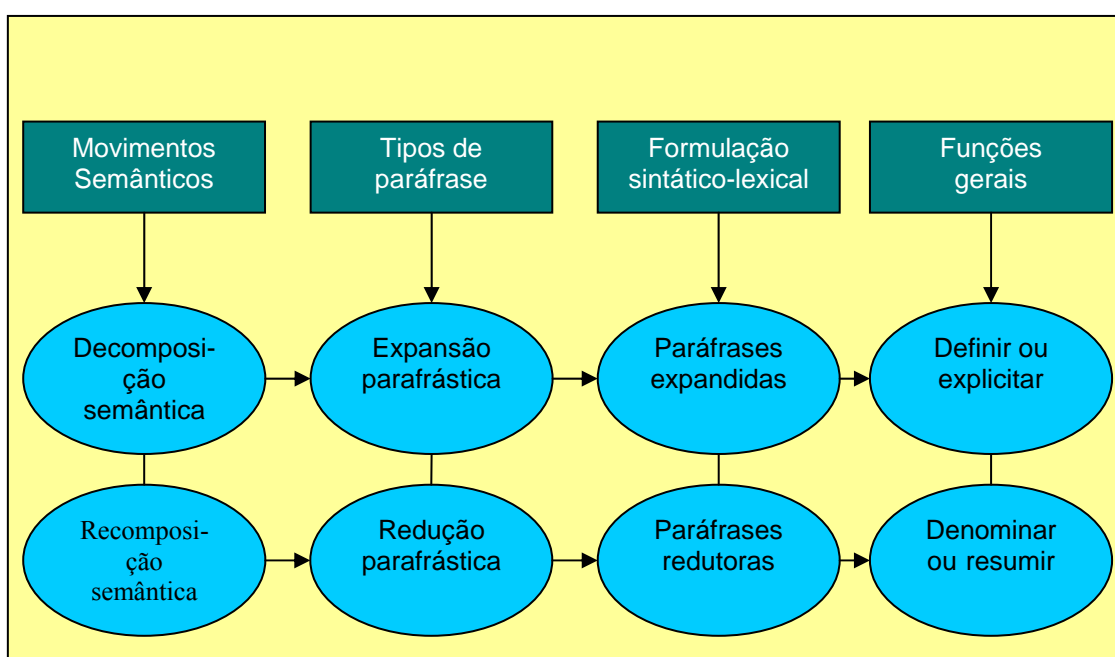 Movimentos
Semânticos
Tipos de
paráfrase
Formulação
sintático-lexical
Funções
gerais
Decomposi-
ção
semântica
Expansão
parafrástica
Paráfrases
expandidas
Definir ou
explicitar
Recomposi-
ção
semântica
Redução
parafrástica
Paráfrases
redutoras
Denominar
ou resumir